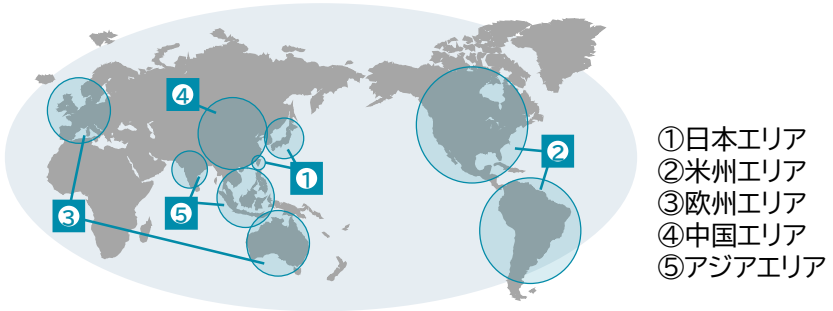 ④
①
②
③
⑤
①日本エリア
②米州エリア
③欧州エリア
④中国エリア
⑤アジアエリア